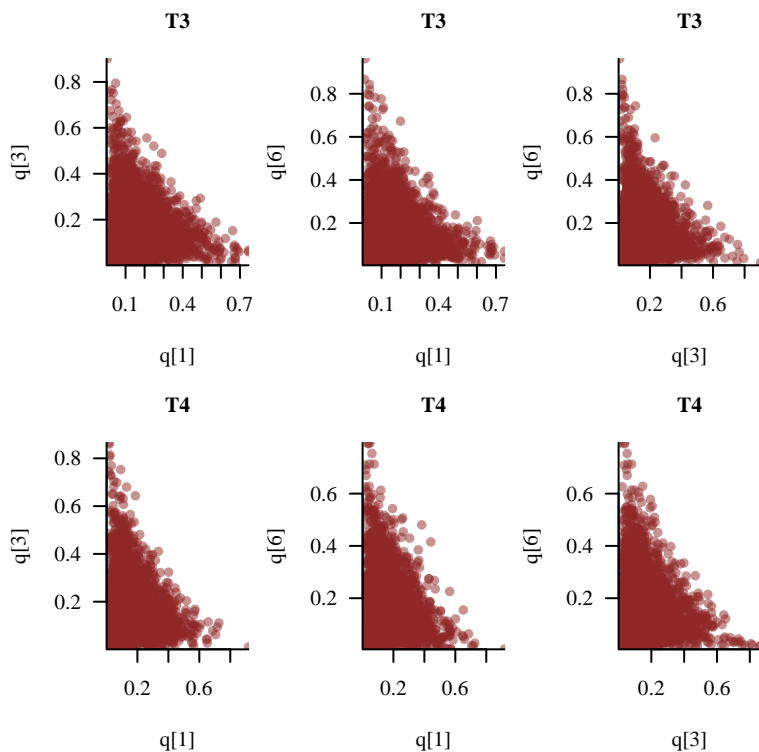 T3 T3 T3
0.8 0.8 0.8
0.6 0.6 0.6
q[3] q[6] q[6]
0.4 0.4 0.4
0.2 0.2 0.2
0.1 0.4 0.7 0.1 0.4 0.7 0.2 0.6
q[1] q[1] q[3]
T4 T4 T4
0.8
0.6 0.6 0.6
q[3] q[6] q[6]
0.4 0.4 0.4
0.2 0.2 0.2
0.2 0.6 0.2 0.6 0.2 0.6
q[1] q[1] q[3]